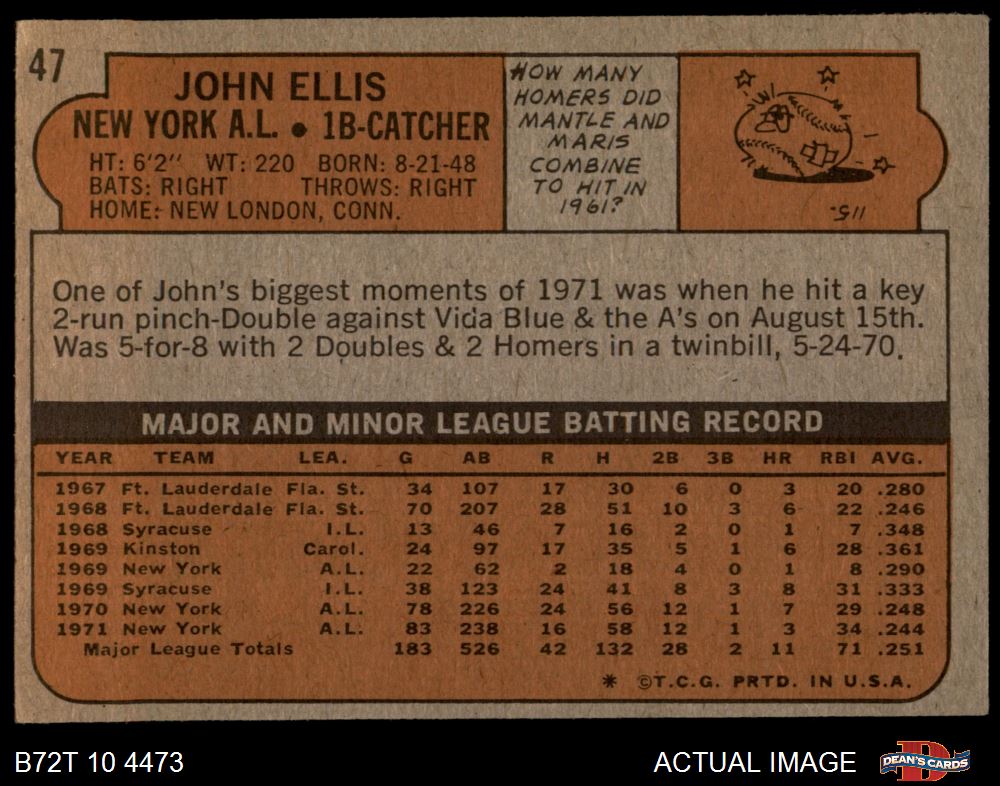 47
JOHN ELLIS
NEW YORK A.L. • 1B-CATCHER
HT: 6'2" WT: 220 BORN: 8-21-48
BATS: RIGHT THROWS: RIGHT
HOME: NEW LONDON, CONN.
HOW MANY
HOMERS DID
MANTLE AND
MARIS
COMBINE
TO HIT IN
1961?
115.
One of John's biggest moments of 1971 was when he hit a key
2-run pinch-Double against Vida Blue & the A's on August 15th.
Was 5-for-8 with 2 Doubles & 2 Homers in a twinbill, 5-24-70.
MAJOR AND MINOR LEAGUE BATTING RECORD
YEAR TEAM LEA. G AB R H 2B 3B HR RBI AVG.
1967 Ft. Lauderdale Fla. St. 34 107 17 30 6 0 3 20 .280
1968 Ft. Lauderdale Fla. St. 70 207 28 51 10 3 6 22 .246
1968 Syracuse I.L. 13 46 7 16 2 0 1 7 .348
1969 Kinston Carol. 24 97 17 35 5 1 6 28 .361
1969 New York A.L. 22 62 2 18 4 0 1 8 .290
1969 Syracuse I.L. 38 123 24 41 8 3 8 31 .333
1970 New York A.L. 78 226 24 56 12 1 7 29 .248
1971 New York A.L. 83 238 16 58 12 1 3 34 .244
Major League Totals 183 526 42 132 28 2 11 71 .251
* ©T.C.G. PRTD. IN U.S.A.
B72T 10 4473
ACTUAL IMAGE
D
DEAN'S CARDS